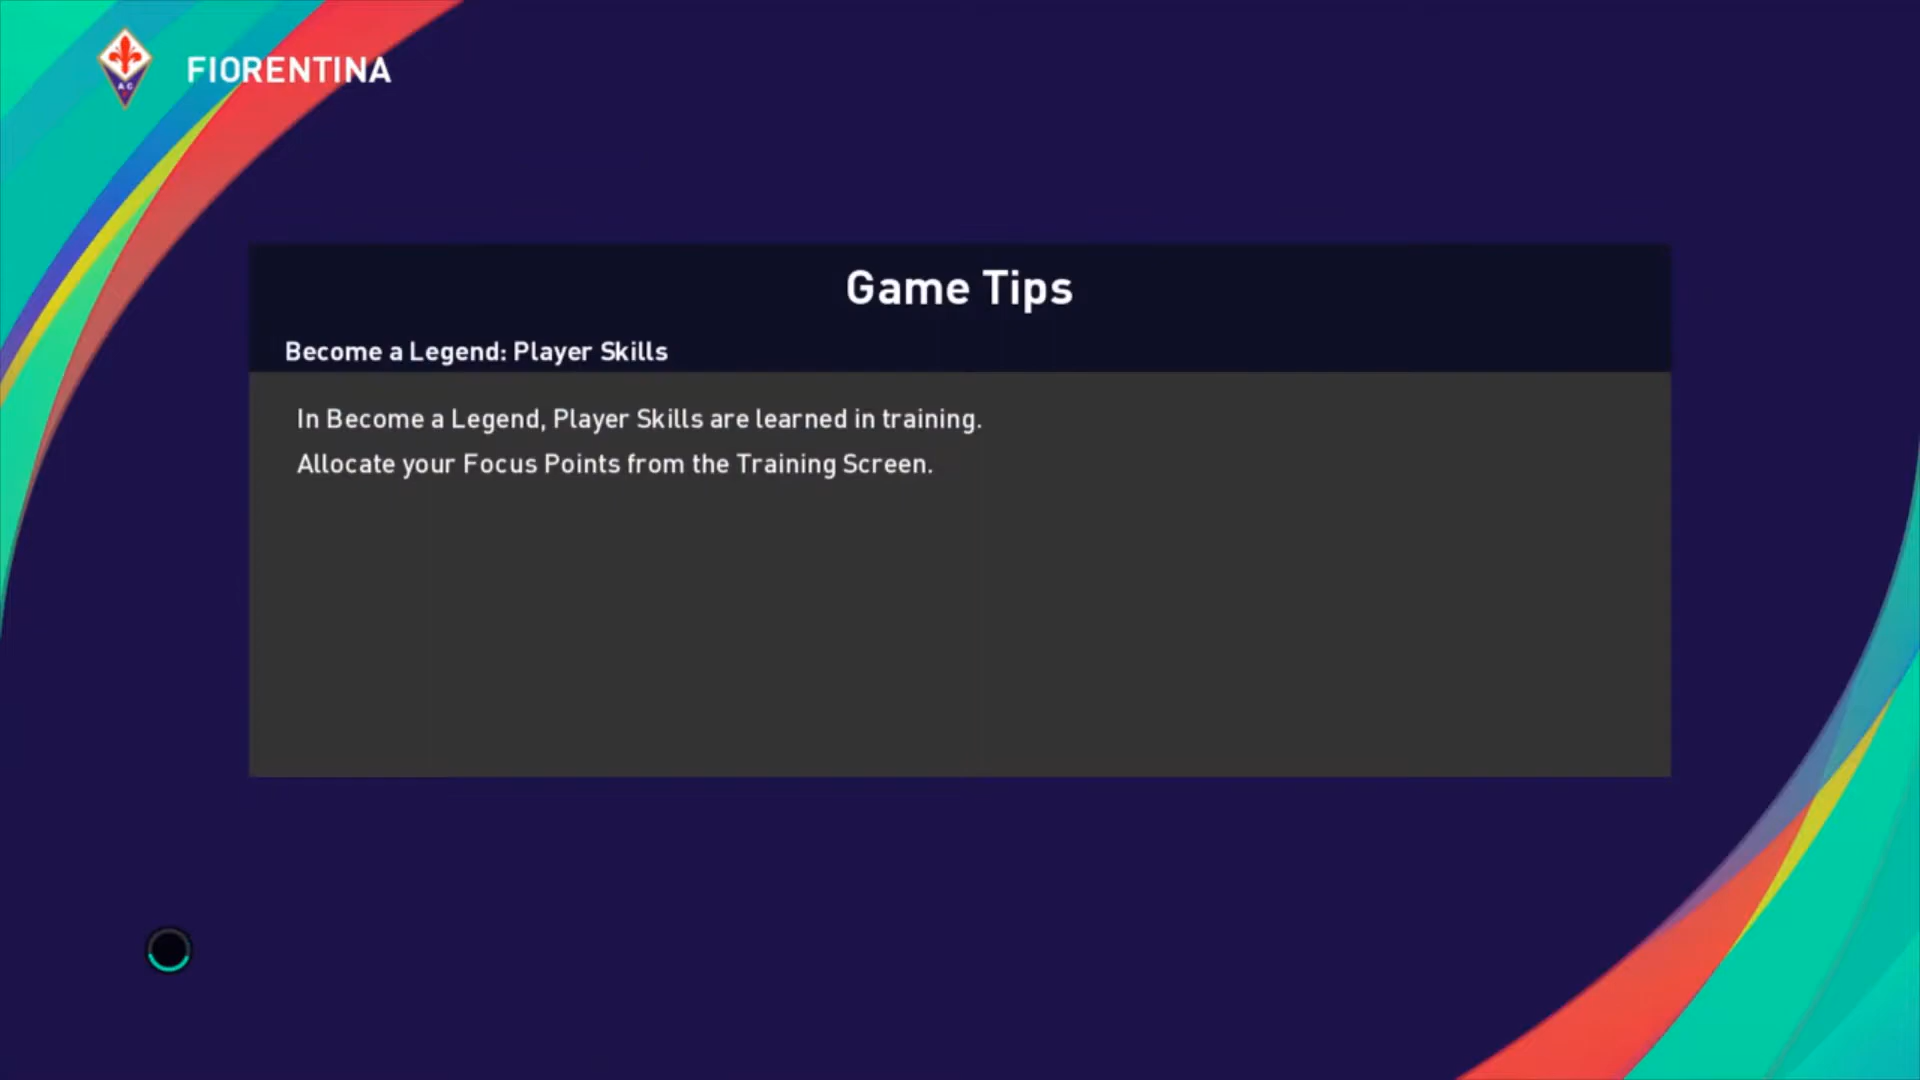 AC
FIORENTINA
Game Tips
Become a Legend: Player Skills
In Become a Legend, Player Skills are learned in training.
Allocate your Focus Points from the Training Screen.